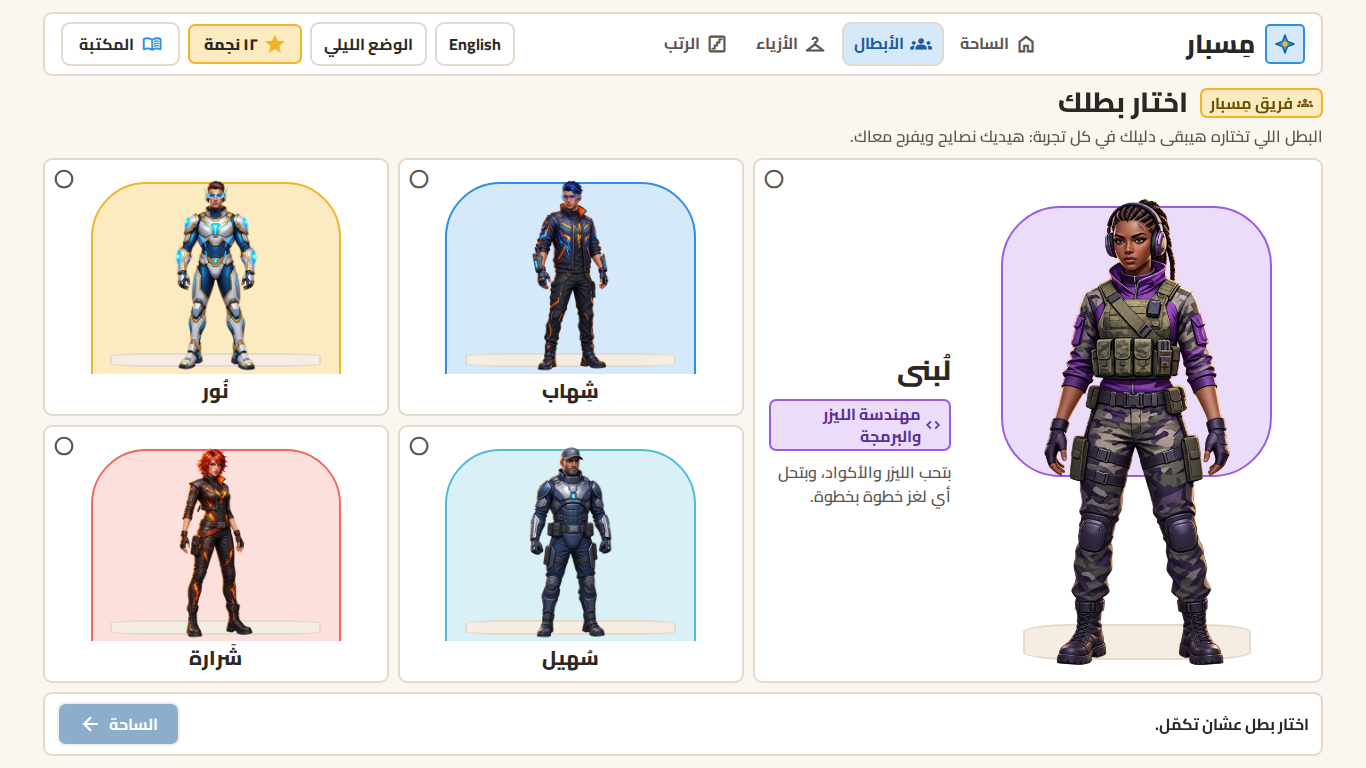 مِسبار
الساحة
الأبطال
الأزياء
الرتب
English
الوضع الليلي
١٢ نجمة
المكتبة
فريق مِسبار
اختار بطلك
البطل اللي تختاره هيبقى دليلك في كل تجربة: هيديك نصايح ويفرح معاك.
لُبنى
مهندسة الليزر
والبرمجة
بتحب الليزر والأكواد، وبتحل
أي لغز خطوة بخطوة.
شِهاب
نُور
سُهيل
شَرارة
اختار بطل عشان تكمّل.
الساحة